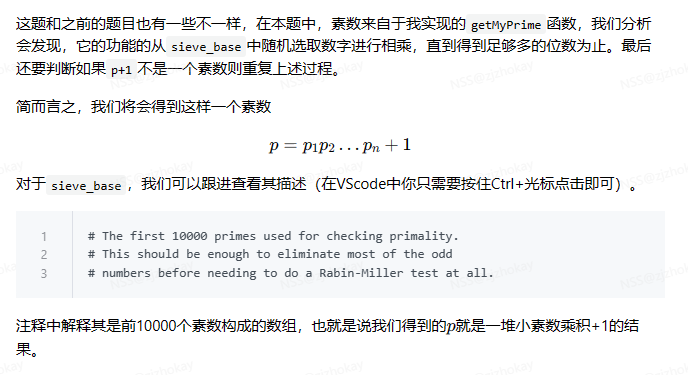 这题和之前的题目也有一些不一样，在本题中，素数来自于我实现的 getMyPrime 函数，我们分析
会发现，它的功能的从 sieve_base 中随机选取数字进行相乘，直到得到足够多的位数为止。最后
还要判断如果 p+1 不是一个素数则重复上述过程。
简而言之，我们将会得到这样一个素数
p = p₁p₂ … pₙ + 1
对于 sieve_base ，我们可以跟进查看其描述（在VScode中你只需要按住Ctrl+光标点击即可）。
1 # The first 10000 primes used for checking primality.
2 # This should be enough to eliminate most of the odd
3 # numbers before needing to do a Rabin-Miller test at all.
注释中解释其是前10000个素数构成的数组，也就是说我们得到的p就是一堆小素数乘积+1的结
果。